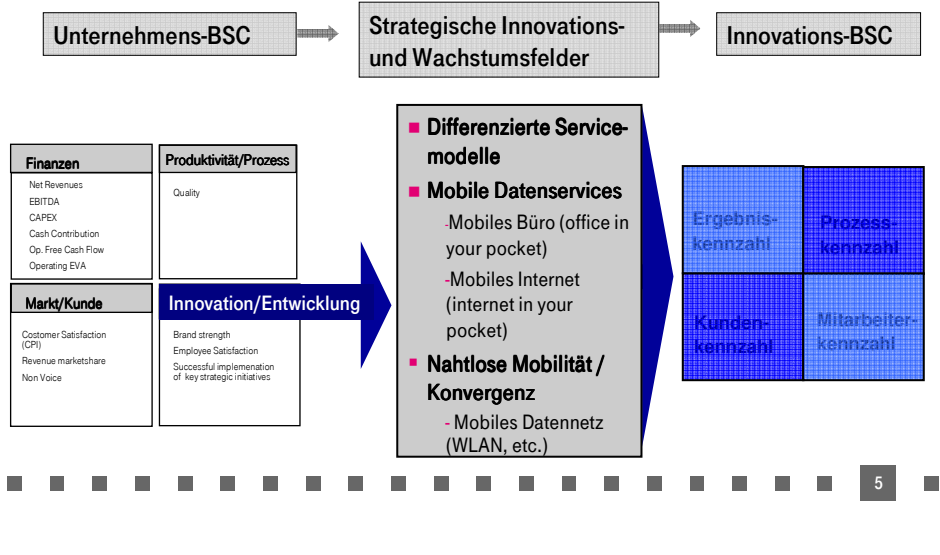 Unternehmens-BSC
Strategische Innovations-
und Wachstumsfelder
Innovations-BSC
Finanzen
Net Revenues
EBITDA
CAPEX
Cash Contribution
Op. Free Cash Flow
Operating EVA
Produktivität/Prozess
Quality
Markt/Kunde
Costomer Satisfaction
(CPI)
Revenue marketshare
Non Voice
Innovation/Entwicklung
Brand strength
Employee Satisfaction
Successful implemenation
of key strategic initiatives
Differenzierte Service-
modelle
Mobile Datenservices
-Mobiles Büro (office in
your pocket)
-Mobiles Internet
(internet in your
pocket)
Nahtlose Mobilität /
Konvergenz
- Mobiles Datennetz
(WLAN, etc.)
Ergebnis-
kennzahl
Prozess-
kennzahl
Kunden-
kennzahl
Mitarbeiter-
kennzahl
5